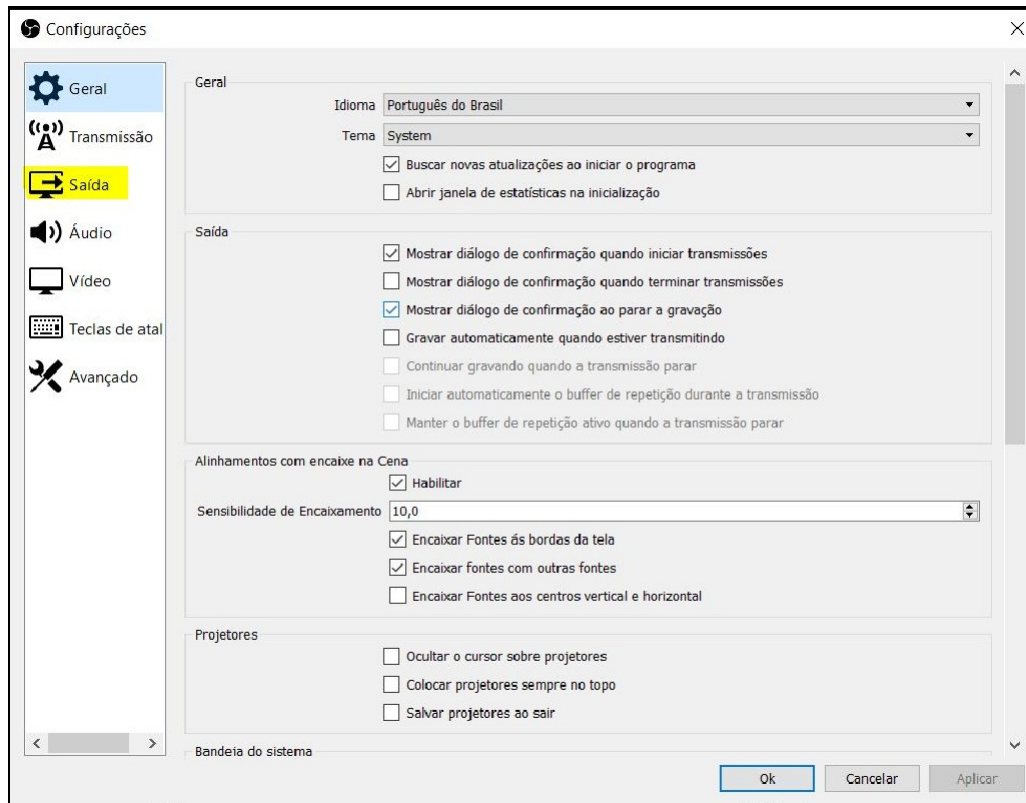 Configurações
Geral
Transmissão
Saída
Áudio
Vídeo
Teclas de atal
Avançado
Geral
Idioma Português do Brasil
Tema System
Buscar novas atualizações ao iniciar o programa
Abrir janela de estatísticas na inicialização
Saída
Mostrar diálogo de confirmação quando iniciar transmissões
Mostrar diálogo de confirmação quando terminar transmissões
Mostrar diálogo de confirmação ao parar a gravação
Gravar automaticamente quando estiver transmitindo
Continuar gravando quando a transmissão parar
Iniciar automaticamente o buffer de repetição durante a transmissão
Manter o buffer de repetição ativo quando a transmissão parar
Alinhamentos com encaixe na Cena
Habilitar
Sensibilidade de Encaixamento 10,0
Encaixar Fontes ás bordas da tela
Encaixar fontes com outras fontes
Encaixar Fontes aos centros vertical e horizontal
Projetores
Ocultar o cursor sobre projetores
Colocar projetores sempre no topo
Salvar projetores ao sair
Bandeia do sistema
Ok Cancelar Aplicar